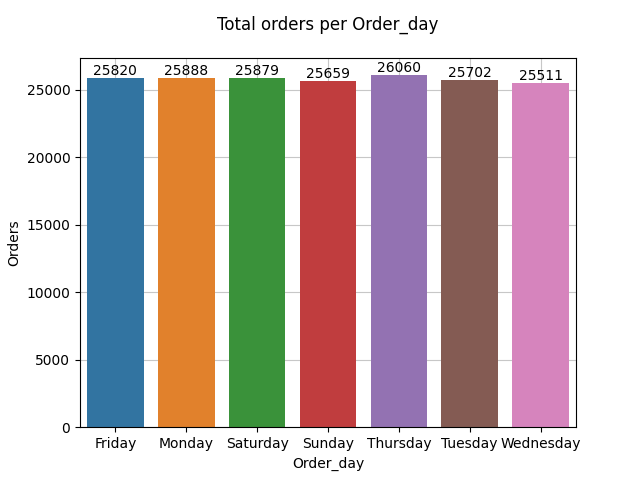 Total orders per Order_day
25820 25888 25879 25659 26060 25702 25511
25000
20000
15000
10000
5000
0
Orders
Friday Monday Saturday Sunday Thursday Tuesday Wednesday
Order_day